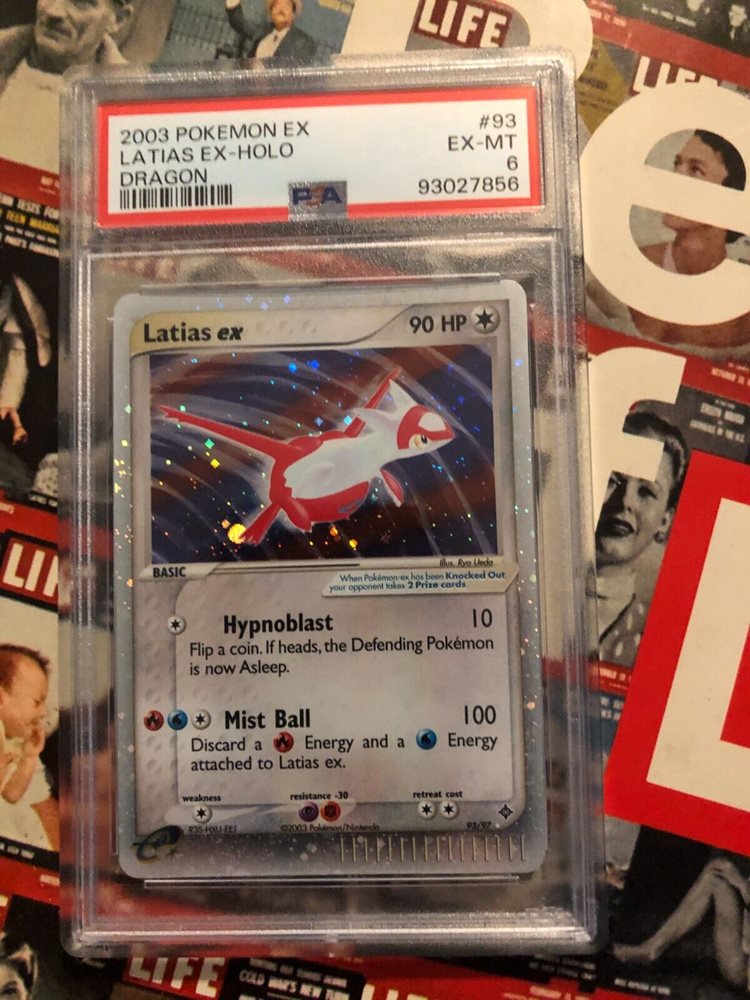 LIFE
LIFE
2003 POKEMON EX #93
LATIAS EX-HOLO EX-MT
DRAGON 6
PSA 93027856
Latias ex 90 HP
BASIC
Illus. Ryo Ueda
When Pokémon-ex has been Knocked Out,
your opponent takes 2 Prize cards.
Hypnoblast 10
Flip a coin. If heads, the Defending Pokémon
is now Asleep.
Mist Ball 100
Discard a Energy and a Energy
attached to Latias ex.
weakness resistance -30 retreat cost
©2003 Pokémon/Nintendo 93/97
e
f
LIFE
LIFE